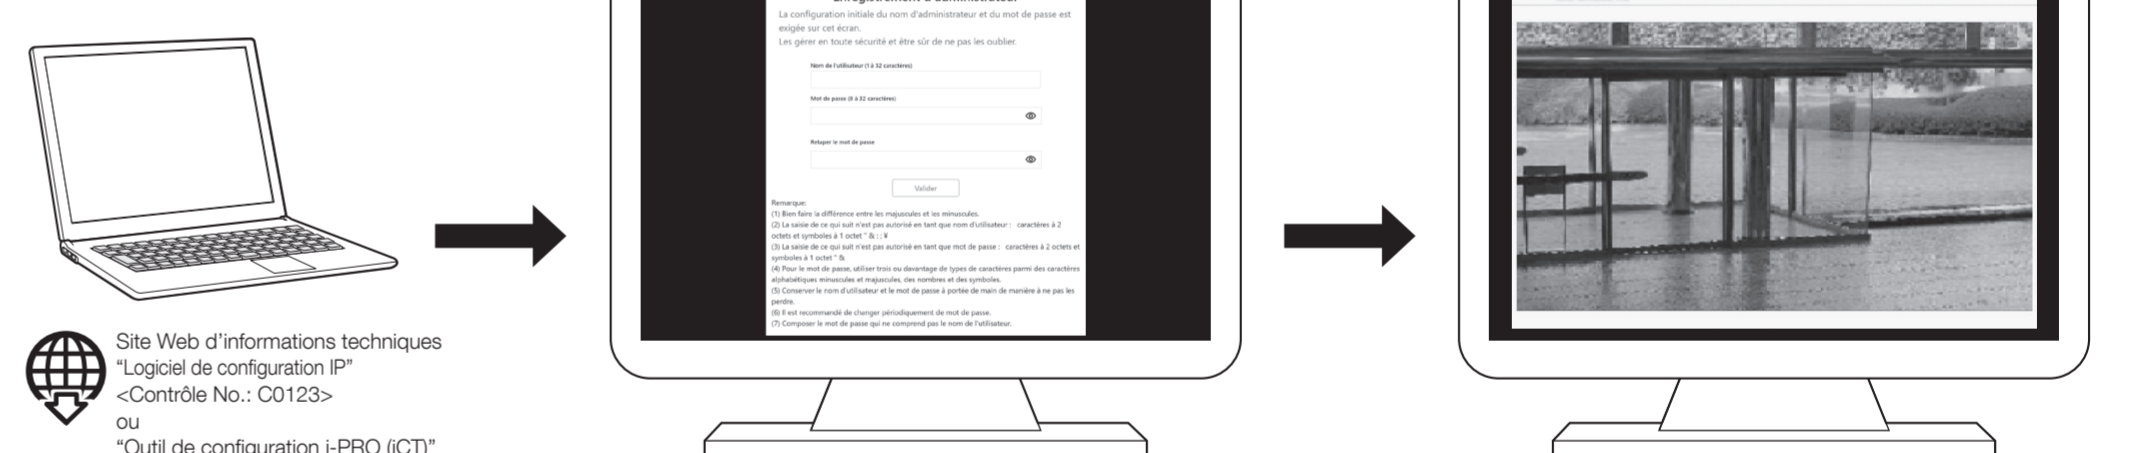 Enregistrement d'administrateur
La configuration initiale du nom d'administrateur et du mot de passe est
exigée sur cet écran.
Les gérer en toute sécurité et être sûr de ne pas les oublier.
Nom de l'utilisateur (1 à 32 caractères)
Mot de passe (8 à 32 caractères)
Retaper le mot de passe
Valider
Remarque:
(1) Bien faire la différence entre les majuscules et les minuscules.
(2) La saisie de ce qui suit n'est pas autorisé en tant que nom d'utilisateur : caractères à 2
octets et symboles à 1 octet " & : ; ¥
(3) La saisie de ce qui suit n'est pas autorisé en tant que mot de passe : caractères à 2 octets et
symboles à 1 octet " &
(4) Pour le mot de passe, utiliser trois ou davantage de types de caractères parmi des caractères
alphabétiques minuscules et majuscules, des nombres et des symboles.
(5) Conserver le nom d'utilisateur et le mot de passe à portée de main de manière à ne pas les
perdre.
(6) Il est recommandé de changer périodiquement de mot de passe.
(7) Composer le mot de passe qui ne comprend pas le nom de l'utilisateur.
Site Web d'informations techniques
“Logiciel de configuration IP”
<Contrôle No.: C0123>
ou
“Outil de configuration i-PRO (iCT)”